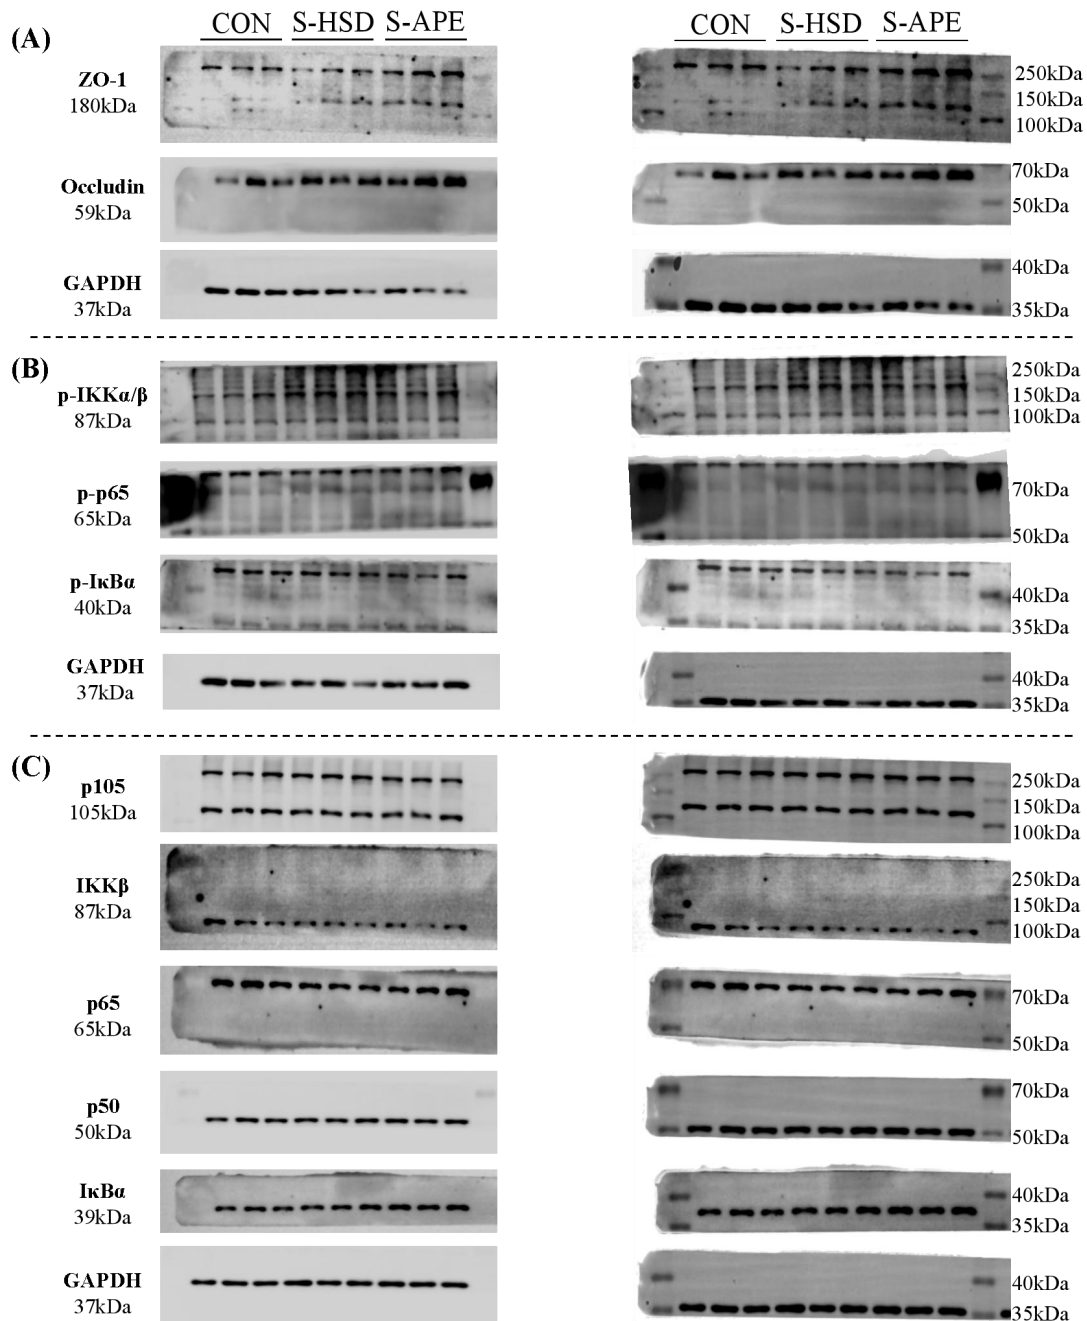 CON S-HSD S-APE CON S-HSD S-APE
(A)
ZO-1
180kDa
250kDa
150kDa
100kDa
Occludin
59kDa
70kDa
50kDa
GAPDH
37kDa
40kDa
35kDa
(B)
p-IKKα/β
87kDa
250kDa
150kDa
100kDa
p-p65
65kDa
70kDa
50kDa
p-IκBα
40kDa
40kDa
35kDa
GAPDH
37kDa
40kDa
35kDa
(C)
p105
105kDa
250kDa
150kDa
100kDa
IKKβ
87kDa
250kDa
150kDa
100kDa
p65
65kDa
70kDa
50kDa
p50
50kDa
70kDa
50kDa
IκBα
39kDa
40kDa
35kDa
GAPDH
37kDa
40kDa
35kDa